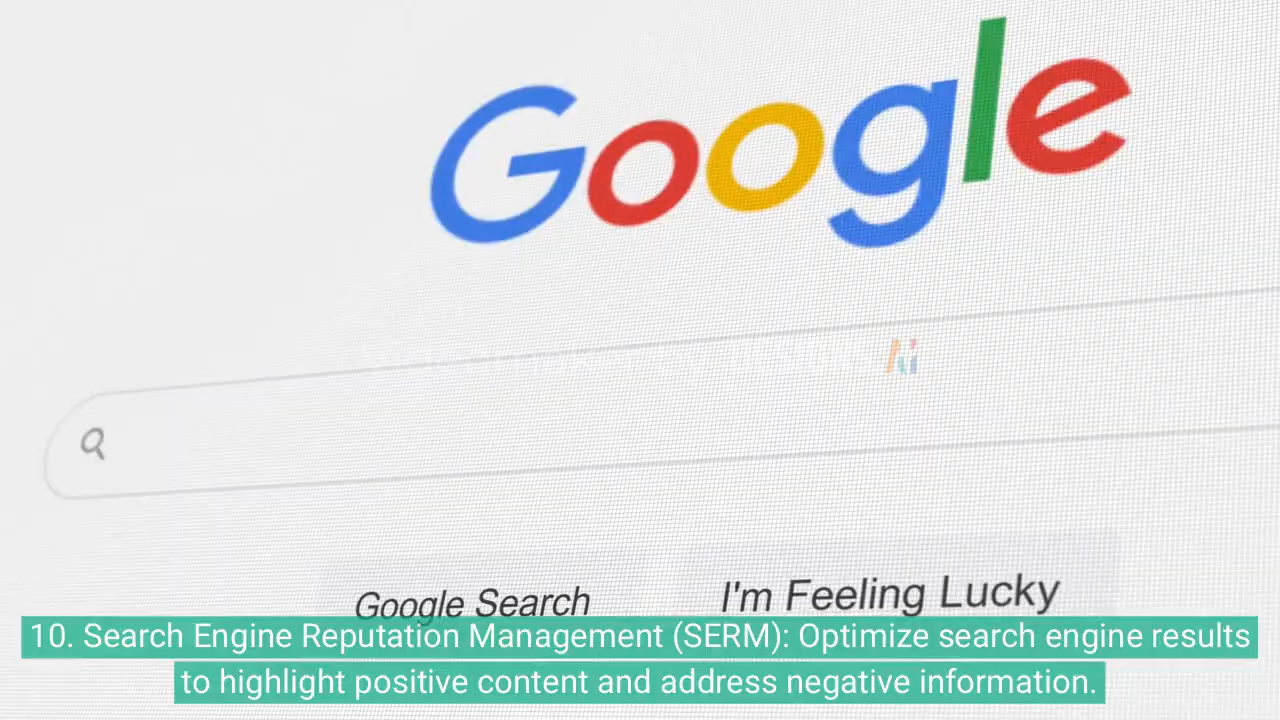 Google
Google Search
I'm Feeling Lucky
10. Search Engine Reputation Management (SERM): Optimize search engine results
to highlight positive content and address negative information.